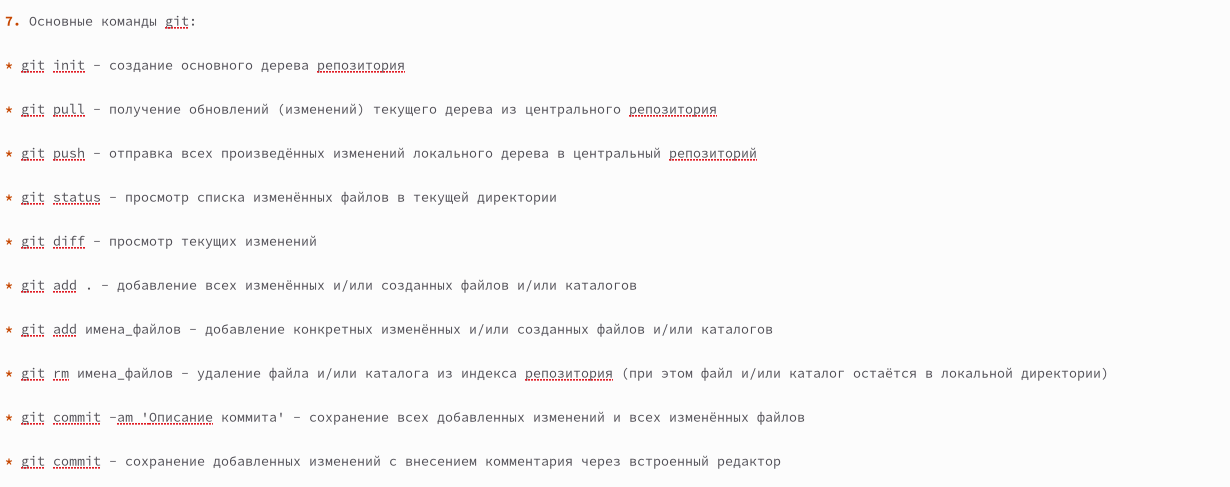 7. Основные команды git:
* git init - создание основного дерева репозитория
* git pull - получение обновлений (изменений) текущего дерева из центрального репозитория
* git push - отправка всех произведённых изменений локального дерева в центральный репозиторий
* git status - просмотр списка изменённых файлов в текущей директории
* git diff - просмотр текущих изменений
* git add . - добавление всех изменённых и/или созданных файлов и/или каталогов
* git add имена_файлов - добавление конкретных изменённых и/или созданных файлов и/или каталогов
* git rm имена_файлов - удаление файла и/или каталога из индекса репозитория (при этом файл и/или каталог остаётся в локальной директории)
* git commit -am 'Описание коммита' - сохранение всех добавленных изменений и всех изменённых файлов
* git commit - сохранение добавленных изменений с внесением комментария через встроенный редактор